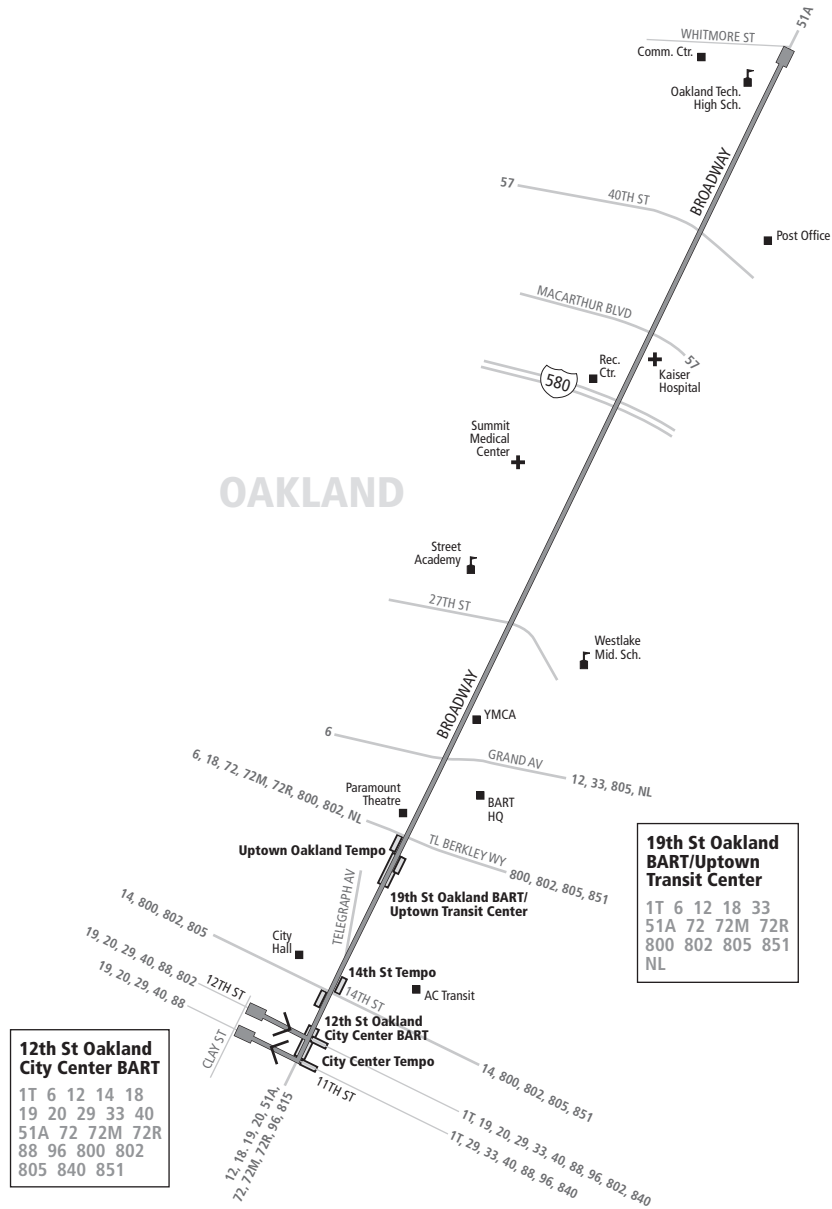 51A
WHITMORE ST
Comm. Ctr.
Oakland Tech.
High Sch.
BROADWAY
57
40TH ST
Post Office
MACARTHUR BLVD
57
Rec.
Ctr.
Kaiser
Hospital
580
Summit
Medical
Center
OAKLAND
Street
Academy
27TH ST
Westlake
Mid. Sch.
BROADWAY
YMCA
6
GRAND AV
12, 33, 805, NL
6, 18, 72, 72M, 72R, 800, 802, NL
Paramount
Theatre
BART
HQ
TL BERKLEY WY
800, 802, 805, 851
Uptown Oakland Tempo
19th St Oakland BART/
Uptown Transit Center
TELEGRAPH AV
19th St Oakland
BART/Uptown
Transit Center
1T 6 12 18 33
51A 72 72M 72R
800 802 805 851
NL
14, 800, 802, 805
City
Hall
14th St Tempo
14TH ST
AC Transit
19, 20, 29, 40, 88, 802
12TH ST
19, 20, 29, 40, 88
CLAY ST
12th St Oakland
City Center BART
City Center Tempo
11TH ST
14, 800, 802, 805, 851
1T, 19, 20, 29, 33, 40, 88, 96, 802, 840
1T, 29, 33, 40, 88, 96, 840
12, 18. 19, 20, 51A,
72, 72M, 72R, 96, 815
12th St Oakland
City Center BART
1T 6 12 14 18
19 20 29 33 40
51A 72 72M 72R
88 96 800 802
805 840 851